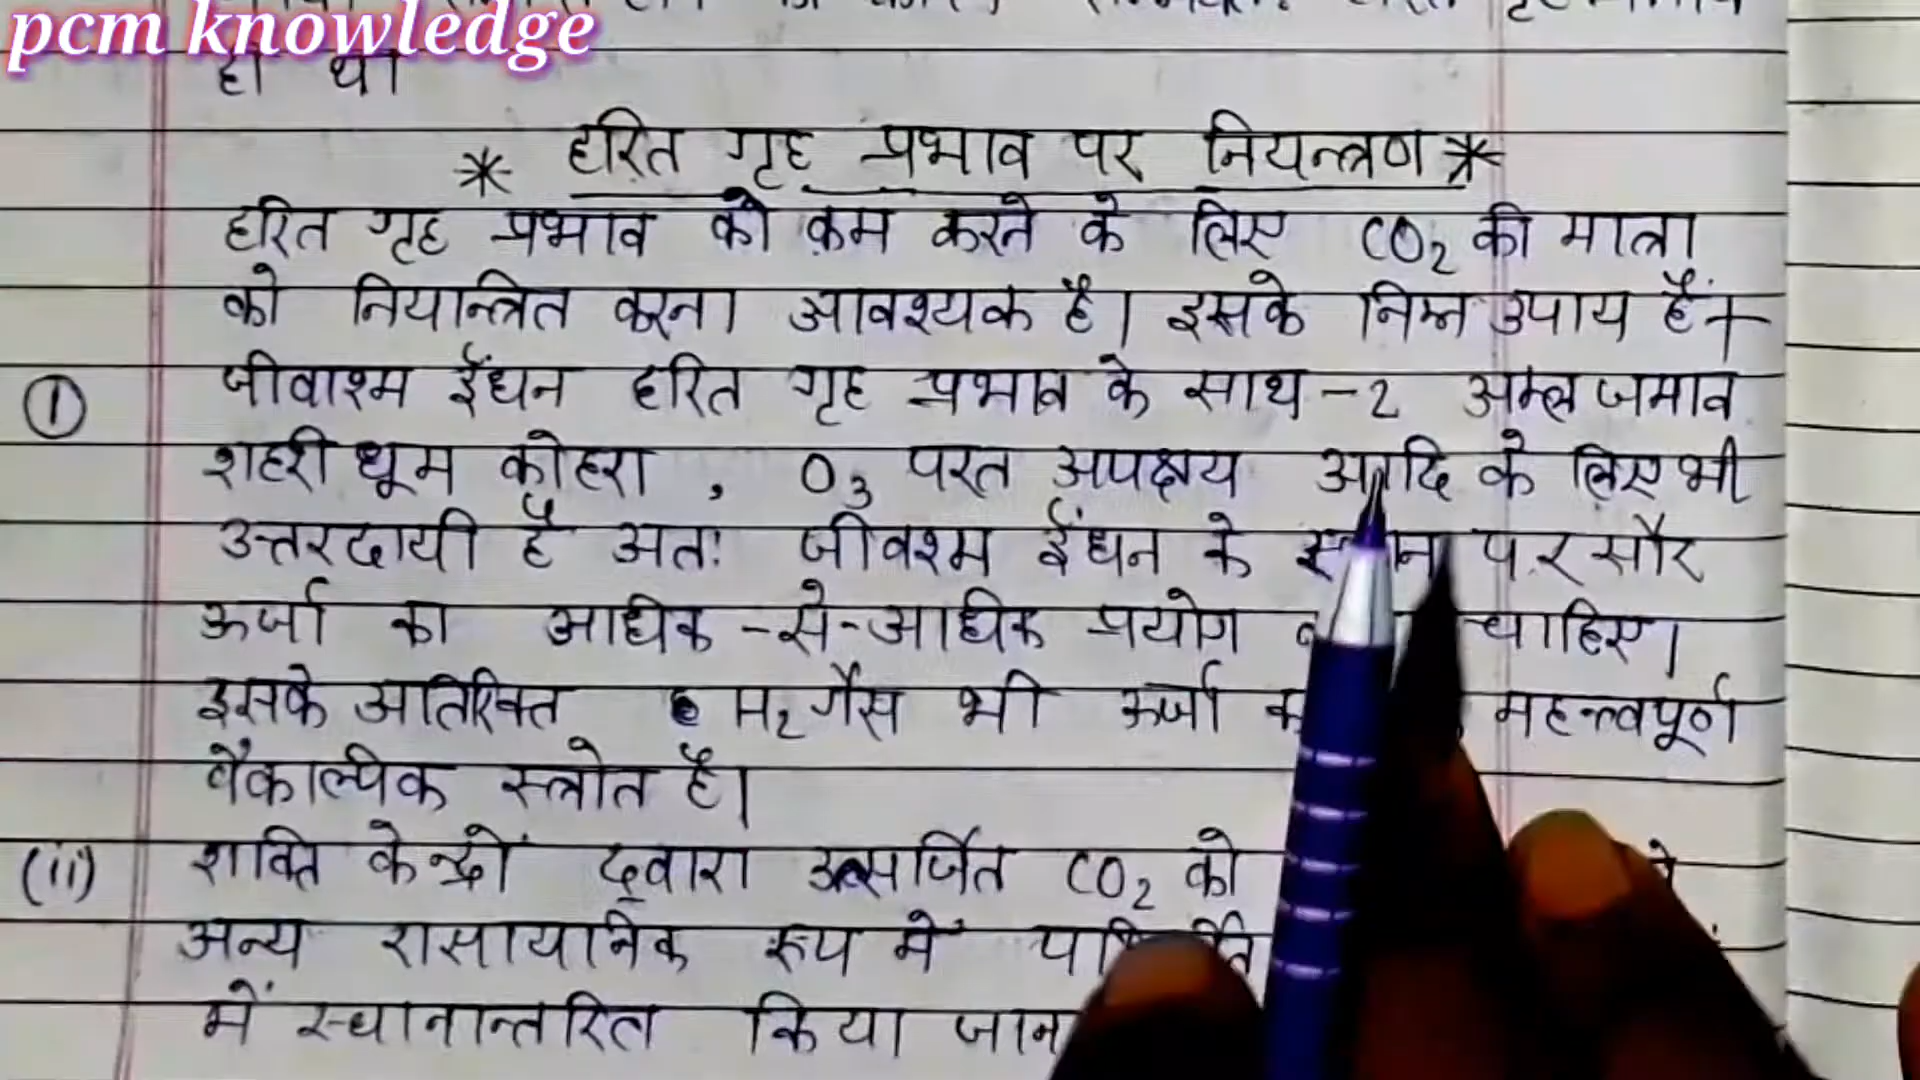 pcm knowledge
ही था
* हरित गृह प्रभाव पर नियन्त्रण *
हरित गृह प्रभाव को कम करने के लिए CO₂ की मात्रा
को नियन्त्रित करना आवश्यक है। इसके निम्न उपाय हैं -
① जीवाश्म ईंधन हरित गृह प्रभाव के साथ-2 अम्ल जमाव
शहरी धूम कोहरा , O₃ परत अपक्षय आदि के लिए भी
उत्तरदायी है अतः जीवश्म ईंधन के स्थान पर सौर
ऊर्जा का अधिक-से-अधिक प्रयोग चाहिए।
इसके अतिरिक्त H₂ गैस भी ऊर्जा महत्त्वपूर्ण
वैकल्पिक स्त्रोत है।
(ii) शक्ति केन्द्रों द्वारा उत्सर्जित CO₂ को
अन्य रासायनिक रूप में
में स्थानान्तरित किया